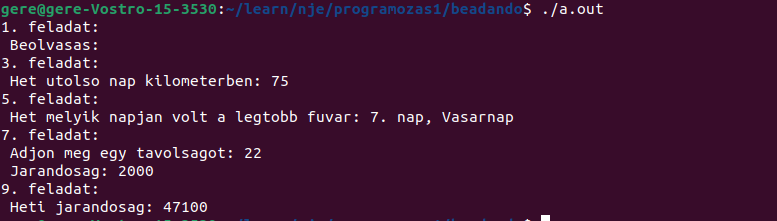 gere@gere-Vostro-15-3530:~/learn/nje/programozas1/beadando$ ./a.out
1. feladat:
 Beolvasas:
3. feladat:
 Het utolso nap kilometerben: 75
5. feladat:
 Het melyik napjan volt a legtobb fuvar: 7. nap, Vasarnap
7. feladat:
 Adjon meg egy tavolsagot: 22
 Jarandosag: 2000
9. feladat:
 Heti jarandosag: 47100